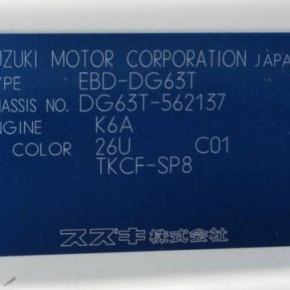 UZUKI MOTOR CORPORATION JAPA
YPE EBD-DG63T
HASSIS NO. DG63T-562137
NGINE K6A
COLOR 26U C01
TKCF-SP8
スズキ株式会社